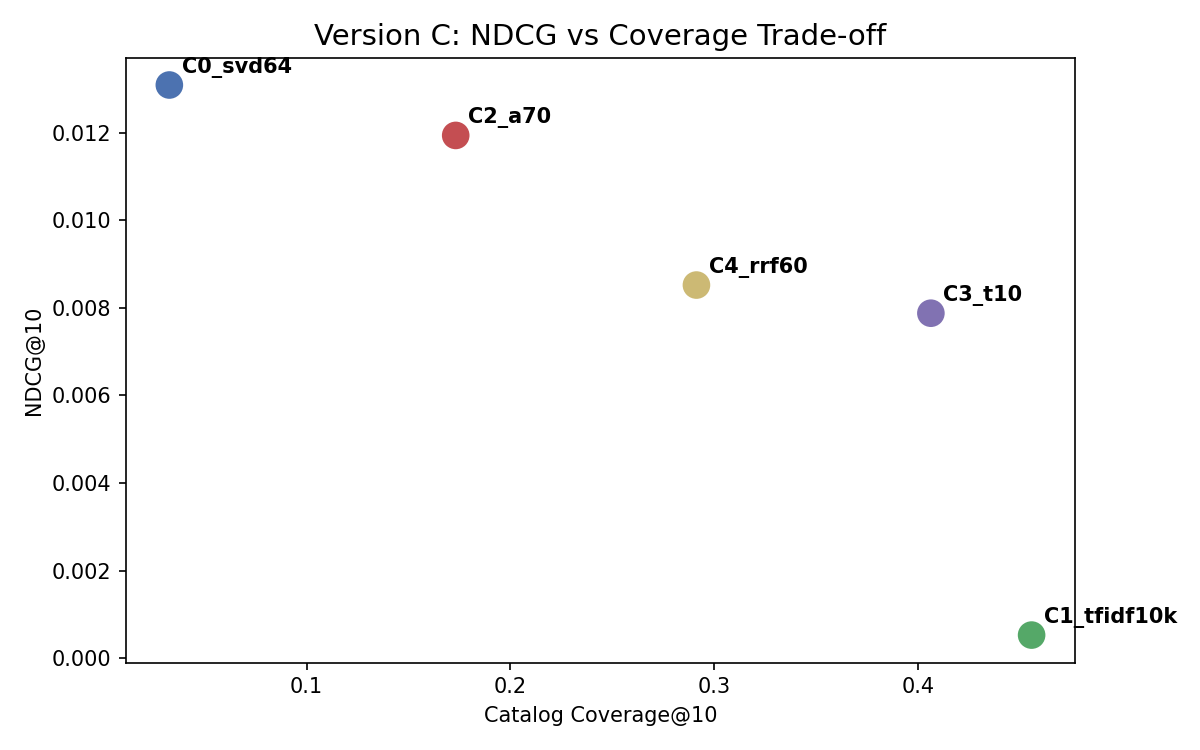 Version C: NDCG vs Coverage Trade-off
C0_svd64
C2_a70
C4_rrf60
C3_t10
C1_tfidf10k
0.012
0.010
0.008
0.006
0.004
0.002
0.000
NDCG@10
0.1
0.2
0.3
0.4
Catalog Coverage@10